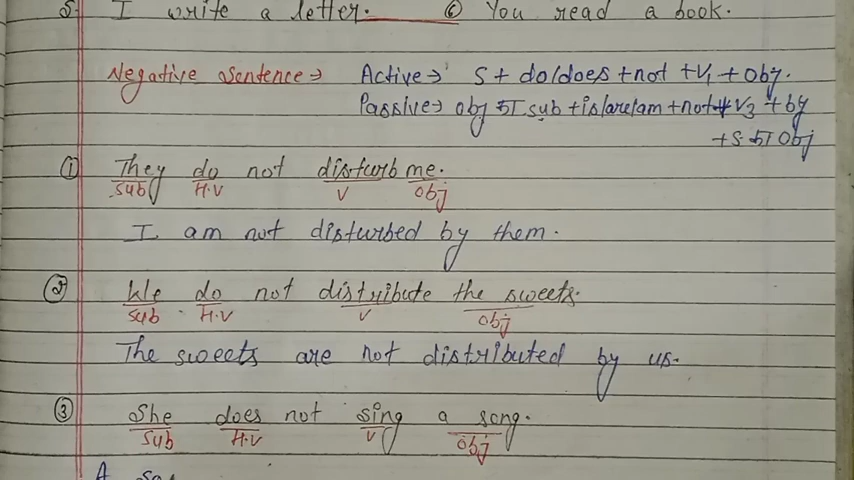 5. I write a letter. ⑥ You read a book.
Negative Sentence ⇒ Active → S + do/does + not + V₁ + Obj.
Passive → obj का sub + is/are/am + not + V₃ + by
+ S का Obj
① They do not disturb me.
Sub H.V V Obj
I am not disturbed by them.
② We do not distribute the sweets.
Sub H.V V Obj
The sweets are not distributed by us.
③ She does not sing a song.
Sub H.V V Obj
A